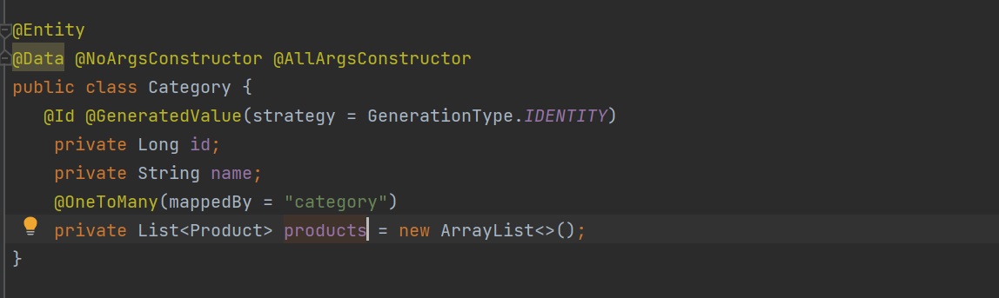 @Entity
@Data @NoArgsConstructor @AllArgsConstructor
public class Category {
@Id @GeneratedValue(strategy = GenerationType.IDENTITY)
private Long id;
private String name;
@OneToMany(mappedBy = "category")
private List<Product> products = new ArrayList<>();
}